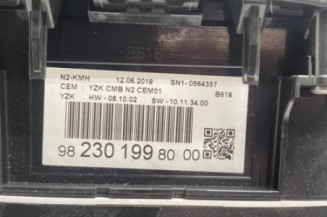 B618
N2-KMH 12.06.2018 SN1-0564357
CEM : YZK CMB N2 CEM01 B618
YZK HW-06.10.02 SW-10.11.34.00
98 230 199 80 00